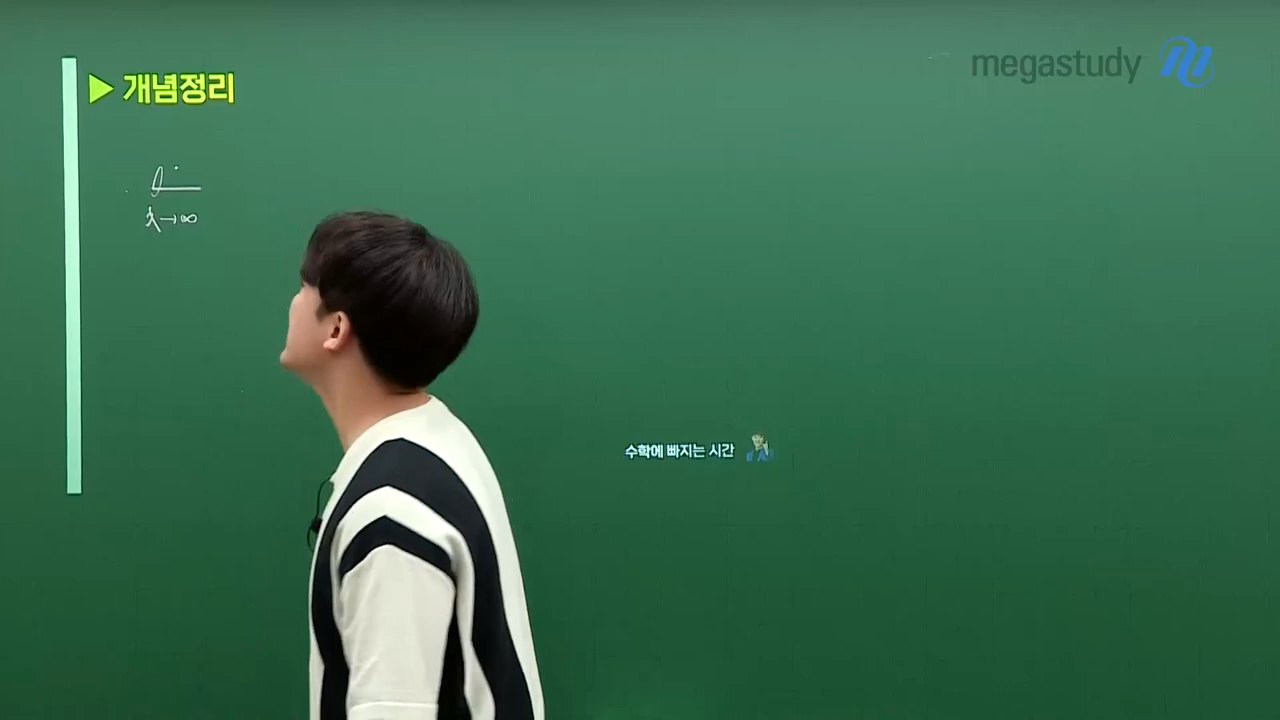 megastudy
▶ 개념정리
lim
x→∞
수학에 빠지는 시간